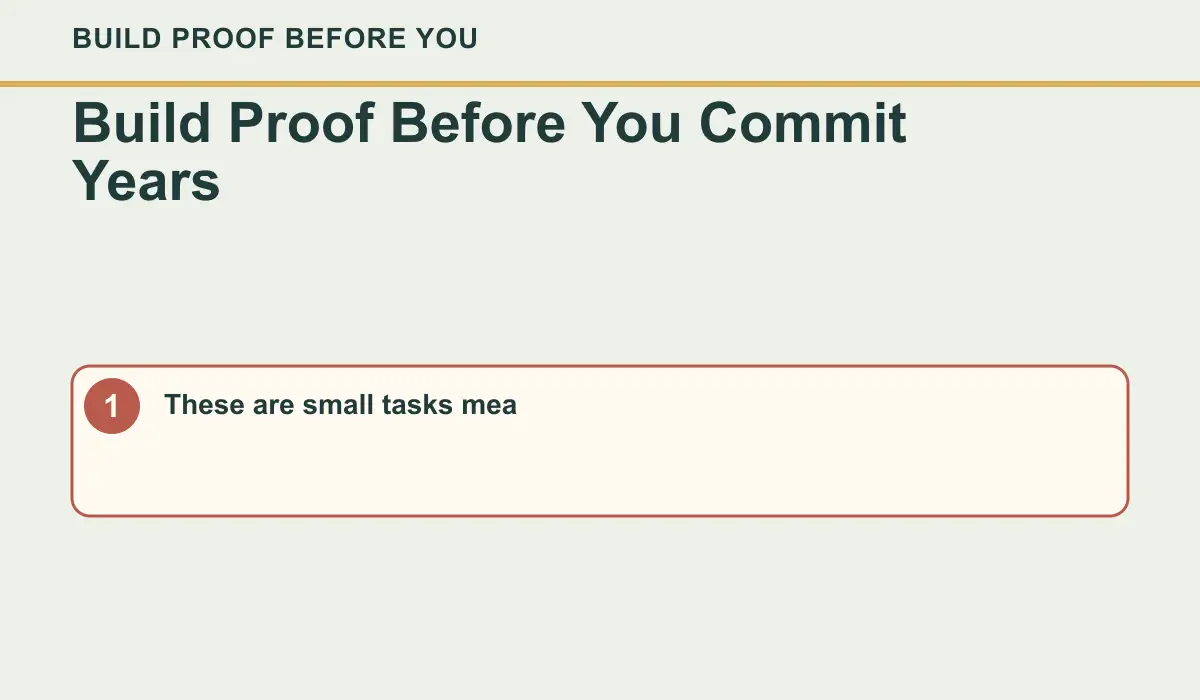 BUILD PROOF BEFORE YOU
Build Proof Before You Commit
Years
1
These are small tasks mea